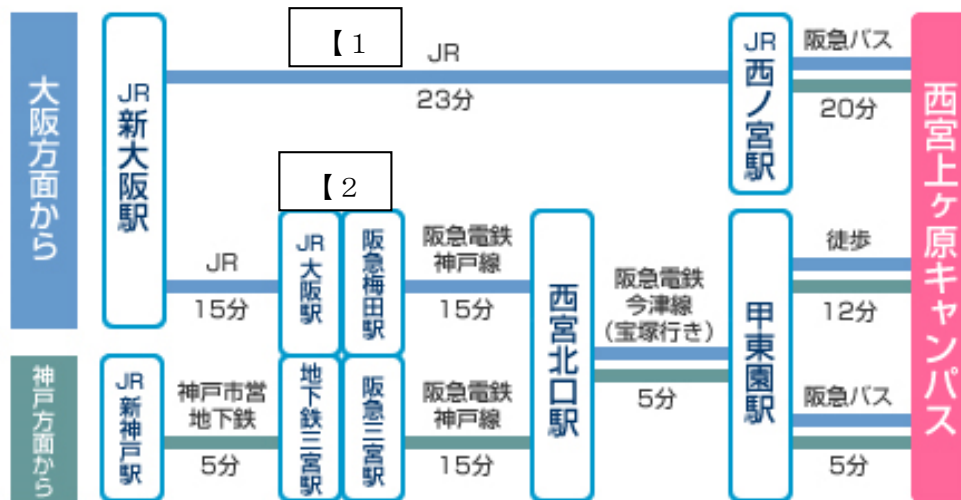 大阪方面から
JR 新大阪駅
【1
JR
23分
JR 西ノ宮駅
阪急バス
20分
西宮上ケ原キャンパス
【2
JR
15分
JR 大阪駅
阪急梅田駅
阪急電鉄
神戸線
15分
西宮北口駅
阪急電鉄
今津線
(宝塚行き)
5分
甲東園駅
徒歩
12分
神戸方面から
JR 新神戸駅
神戸市営
地下鉄
5分
地下鉄三宮駅
阪急三宮駅
阪急電鉄
神戸線
15分
阪急バス
5分